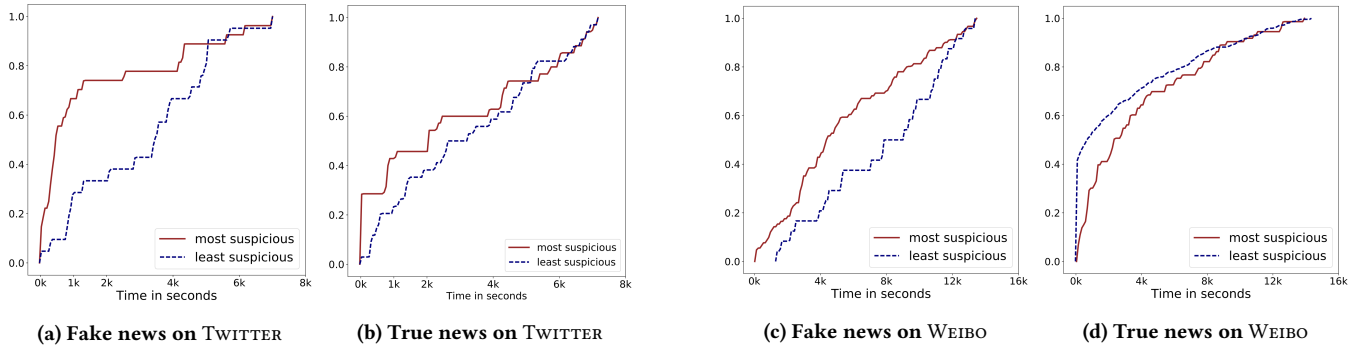 1.0
0.8
0.6
0.4
0.2
0.0
most suspicious
least suspicious
0k 1k 2k 4k 6k 8k
Time in seconds
(a) Fake news on TWITTER
1.0
0.8
0.6
0.4
0.2
0.0
most suspicious
least suspicious
0k 1k 2k 4k 6k 8k
Time in seconds
(b) True news on TWITTER
1.0
0.8
0.6
0.4
0.2
0.0
most suspicious
least suspicious
0k 4k 8k 12k 16k
Time in seconds
(c) Fake news on WEIBO
1.0
0.8
0.6
0.4
0.2
0.0
most suspicious
least suspicious
0k 4k 8k 12k 16k
Time in seconds
(d) True news on WEIBO